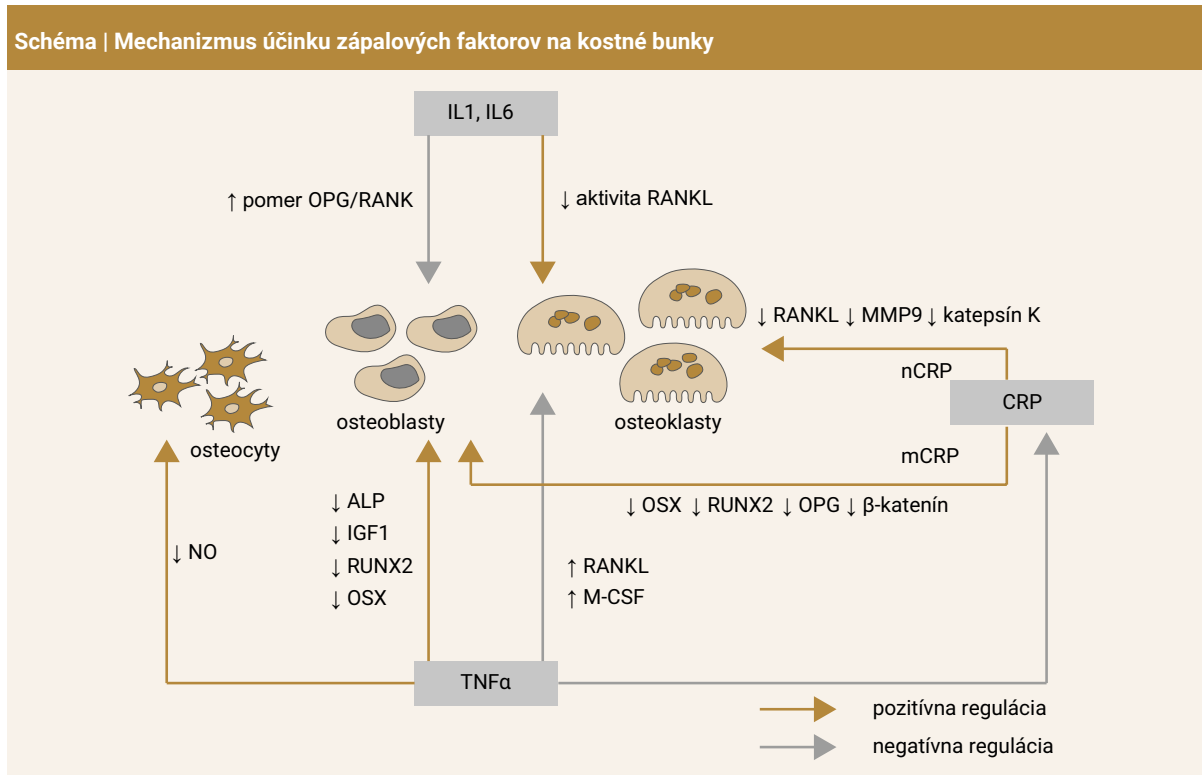 Schéma | Mechanizmus účinku zápalových faktorov na kostné bunky
IL1, IL6
↑ pomer OPG/RANK
↓ aktivita RANKL
↓ RANKL ↓ MMP9 ↓ katepsín K
nCRP
CRP
mCRP
osteocyty
osteoblasty
osteoklasty
↓ OSX ↓ RUNX2 ↓ OPG ↓ β-katenín
↓ NO
↓ ALP
↓ IGF1
↓ RUNX2
↓ OSX
↑ RANKL
↑ M-CSF
TNFα
pozitívna regulácia
negatívna regulácia